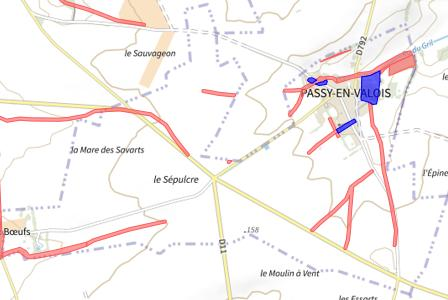 D792
du Gril
le Sauvageon
PASSY-EN-VALOIS
la Mare des Savarts
le Sépulcre
l'Épine
Bœufs
158
D11
le Moulin à Vent
les Essarts